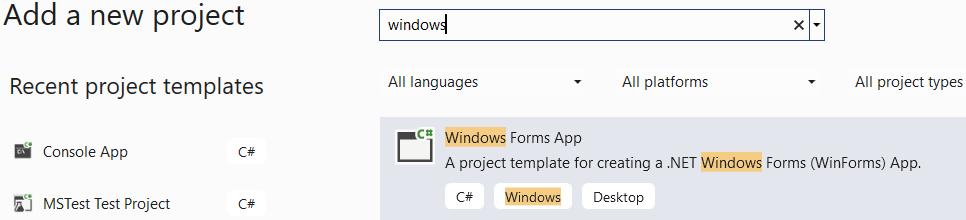 Add a new project
windows
Recent project templates
All languages
All platforms
All project types
Console App
C#
MSTest Test Project
C#
C#
Windows Forms App
A project template for creating a .NET Windows Forms (WinForms) App.
C#
Windows
Desktop